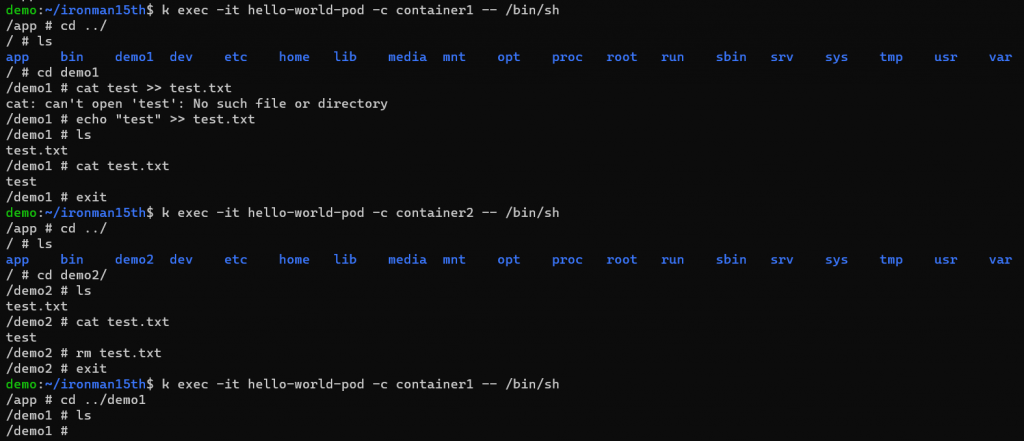 demo:~/ironman15th$ k exec -it hello-world-pod -c container1 -- /bin/sh
/app # cd ../
/ # ls
app    bin    demo1  dev    etc    home   lib    media  mnt    opt    proc   root   run    sbin   srv    sys    tmp    usr    var
/ # cd demo1
/demo1 # cat test >> test.txt
cat: can't open 'test': No such file or directory
/demo1 # echo "test" >> test.txt
/demo1 # ls
test.txt
/demo1 # cat test.txt
test
/demo1 # exit
demo:~/ironman15th$ k exec -it hello-world-pod -c container2 -- /bin/sh
/app # cd ../
/ # ls
app    bin    demo2  dev    etc    home   lib    media  mnt    opt    proc   root   run    sbin   srv    sys    tmp    usr    var
/ # cd demo2/
/demo2 # ls
test.txt
/demo2 # cat test.txt
test
/demo2 # rm test.txt
/demo2 # exit
demo:~/ironman15th$ k exec -it hello-world-pod -c container1 -- /bin/sh
/app # cd ../demo1
/demo1 # ls
/demo1 #